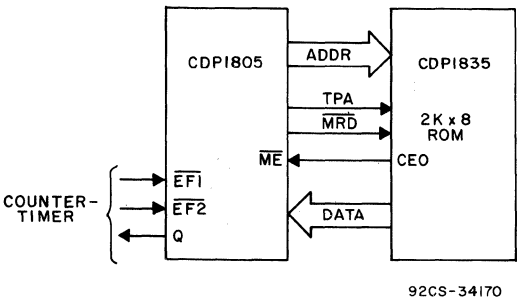 CDP1805
ADDR
CDP1835
TPA
MRD
2K x 8
ROM
ME
CEO
COUNTER-
TIMER
EF1
EF2
Q
DATA
92CS-34170